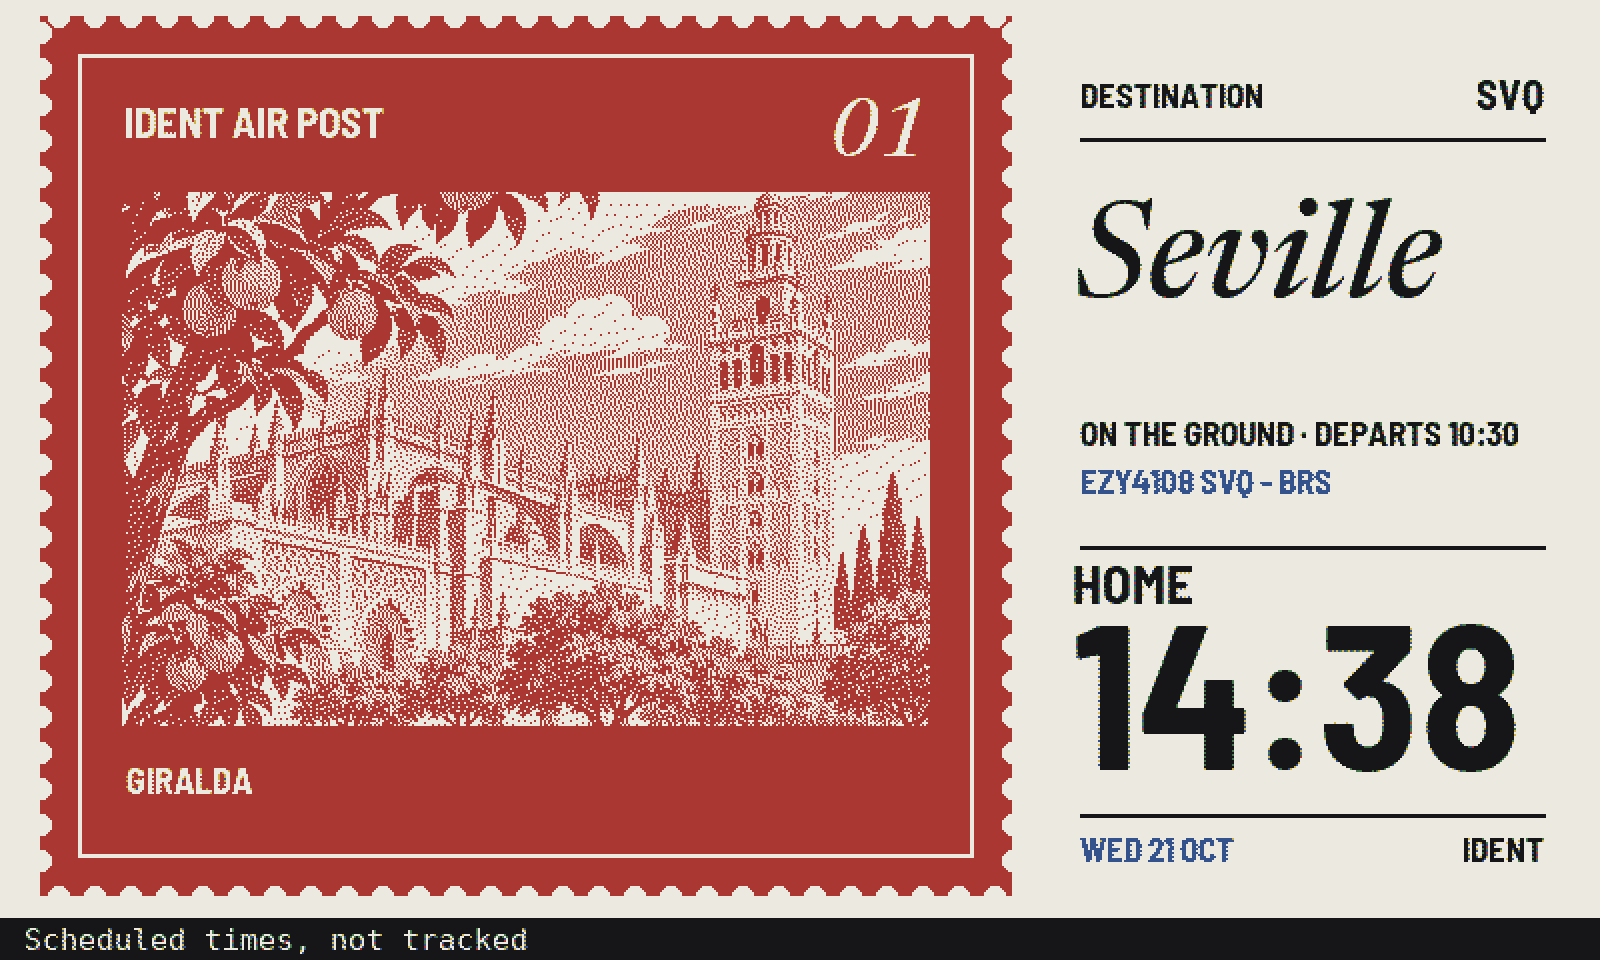 IDENT AIR POST
01
GIRALDA
DESTINATION SVQ
Seville
ON THE GROUND · DEPARTS 10:30
EZY4108 SVQ – BRS
HOME
14:38
WED 21 OCT IDENT
Scheduled times, not tracked